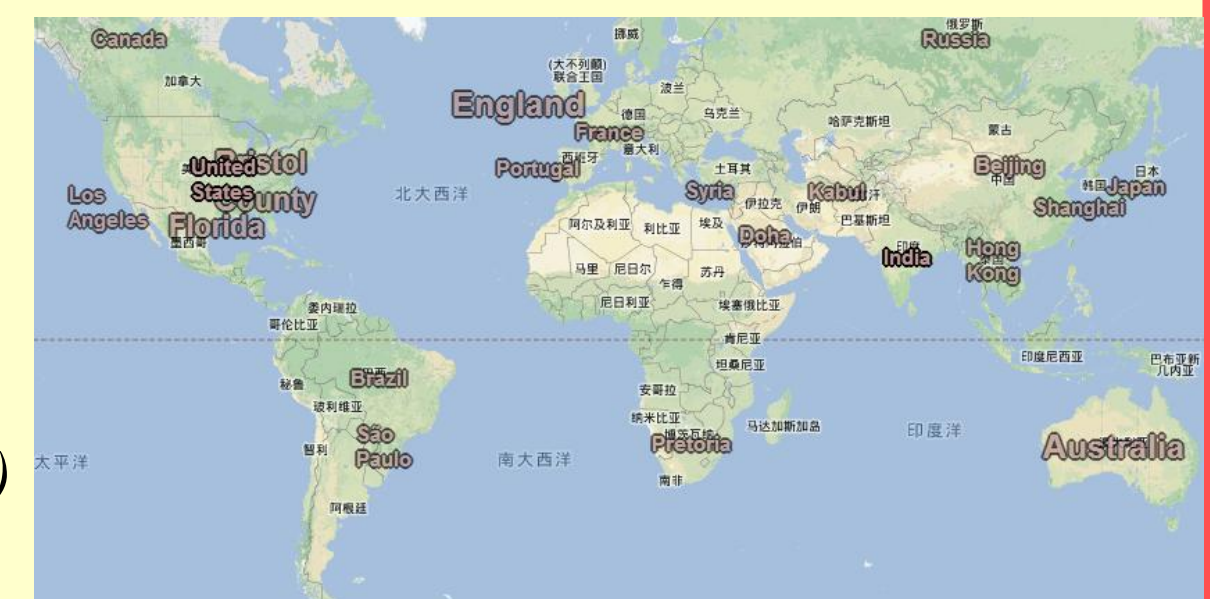 俄罗斯
挪威
Canada
Russia
(大不列颠)
联合王国
加拿大
波兰
England
德国
乌克兰
哈萨克斯坦
France
蒙古
意大利
西班牙
Bristol
County
United
States
Portugal
土耳其
Beijing
中国
日本
韩国
Japan
Los
Angeles
北大西洋
Syria
Kabul
伊拉克
伊朗
Shanghai
巴基斯坦
Florida
阿尔及利亚
利比亚
埃及
Doha
墨西哥
印度
India
Hong
Kong
马里
尼日尔
苏丹
乍得
尼日利亚
埃塞俄比亚
委内瑞拉
哥伦比亚
肯尼亚
坦桑尼亚
印度尼西亚
巴布亚新
几内亚
秘鲁
Brazil
安哥拉
玻利维亚
纳米比亚
马达加斯加岛
印度洋
São
Paulo
Pretoria
Australia
智利
太平洋
南大西洋
南非
阿根廷
)